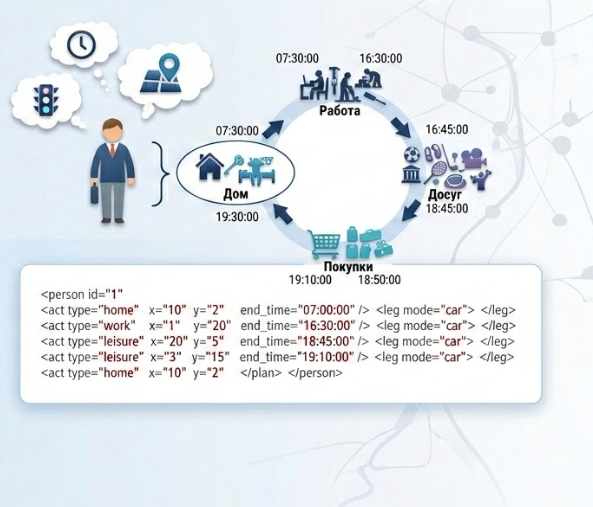 07:30:00 16:30:00
Работа
07:30:00
16:45:00
Дом
Досуг
19:30:00
18:45:00
Покупки
19:10:00 18:50:00
<person id="1"
<act type="home" x="10" y="2" end_time="07:00:00" /> <leg mode="car"> </leg>
<act type="work" x="1" y="20" end_time="16:30:00" /> <leg mode="car"> </leg>
<act type="leisure" x="20" y="5" end_time="18:45:00" /> <leg mode="car"> </leg>
<act type="leisure" x="3" y="15" end_time="19:10:00" /> <leg mode="car"> </leg>
<act type="home" x="10" y="2" </plan> </person>